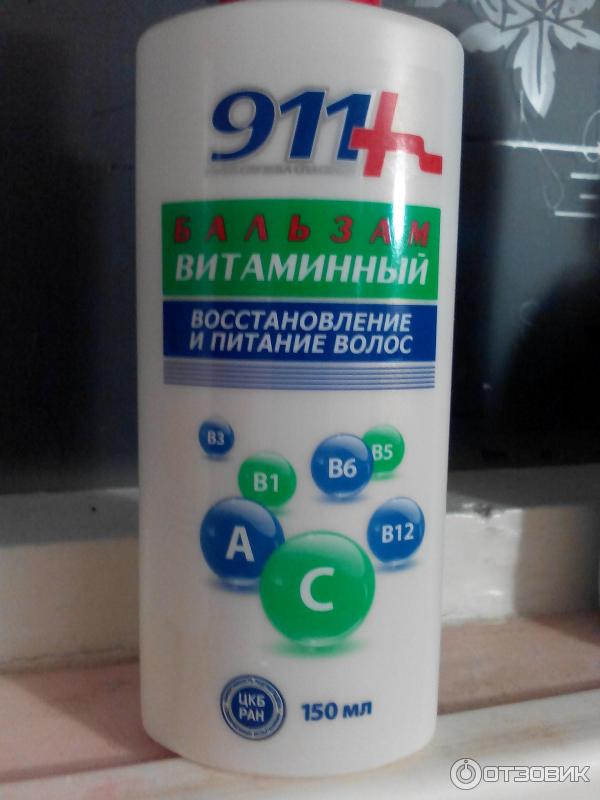 911
БАЛЬЗАМ
ВИТАМИННЫЙ
ВОССТАНОВЛЕНИЕ
И ПИТАНИЕ ВОЛОС
B3
B5
B6
B1
A
B12
C
ЦКБ
РАН
150 мл
ОТЗОВИК